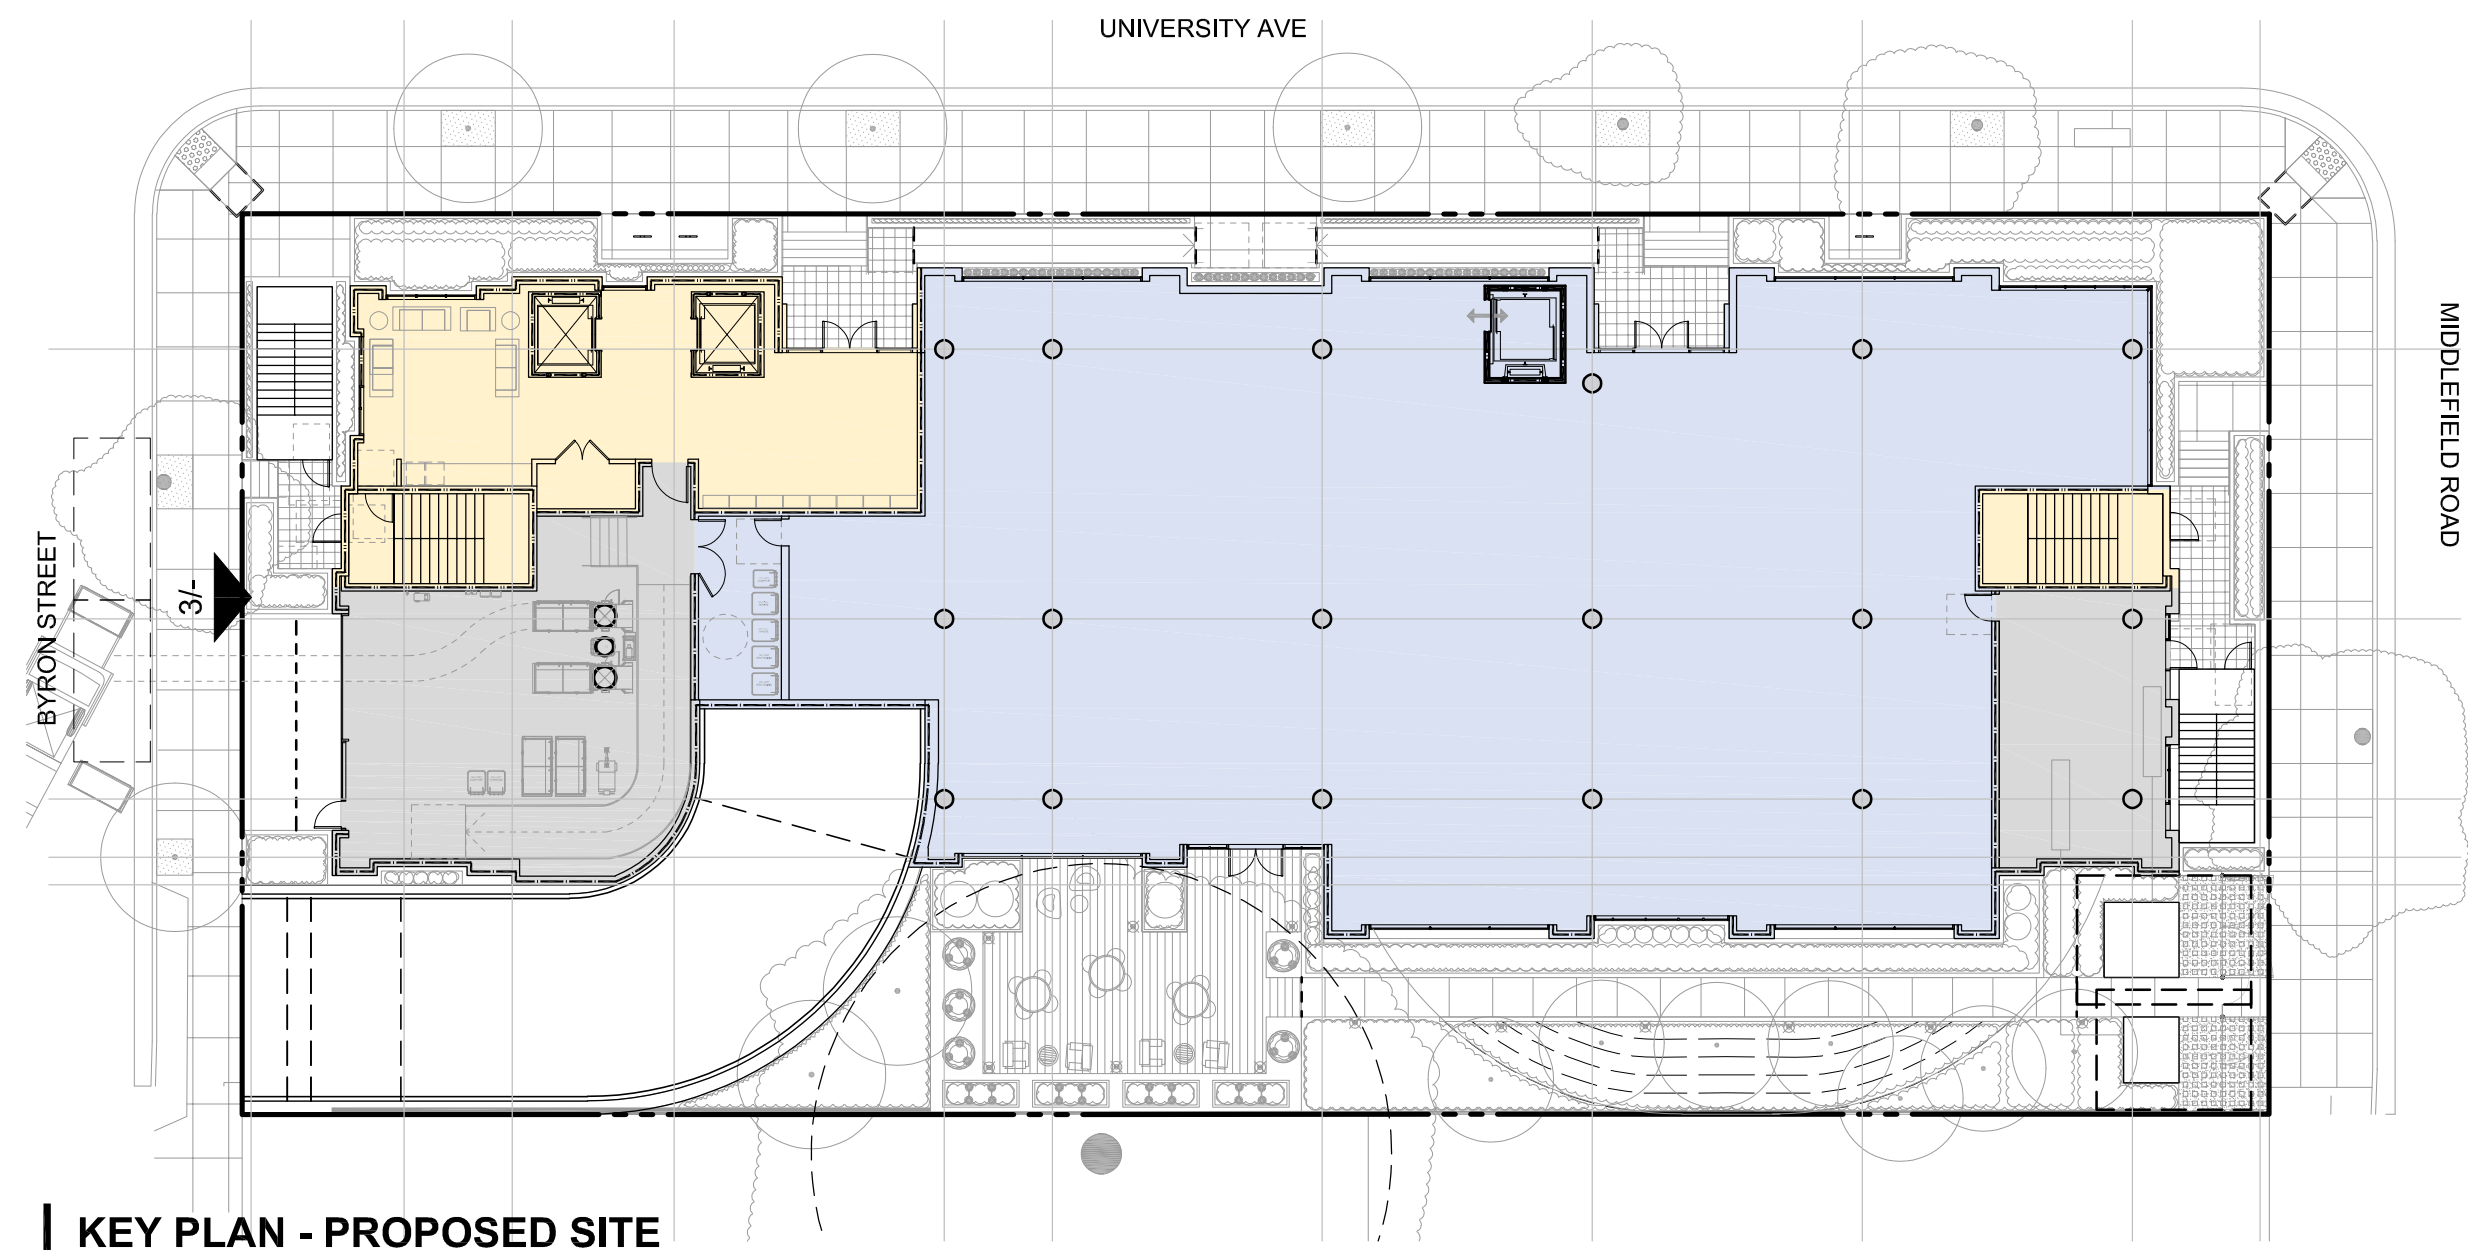 UNIVERSITY AVE
MIDDLEFIELD ROAD
BYRON STREET
3/-
KEY PLAN - PROPOSED SITE